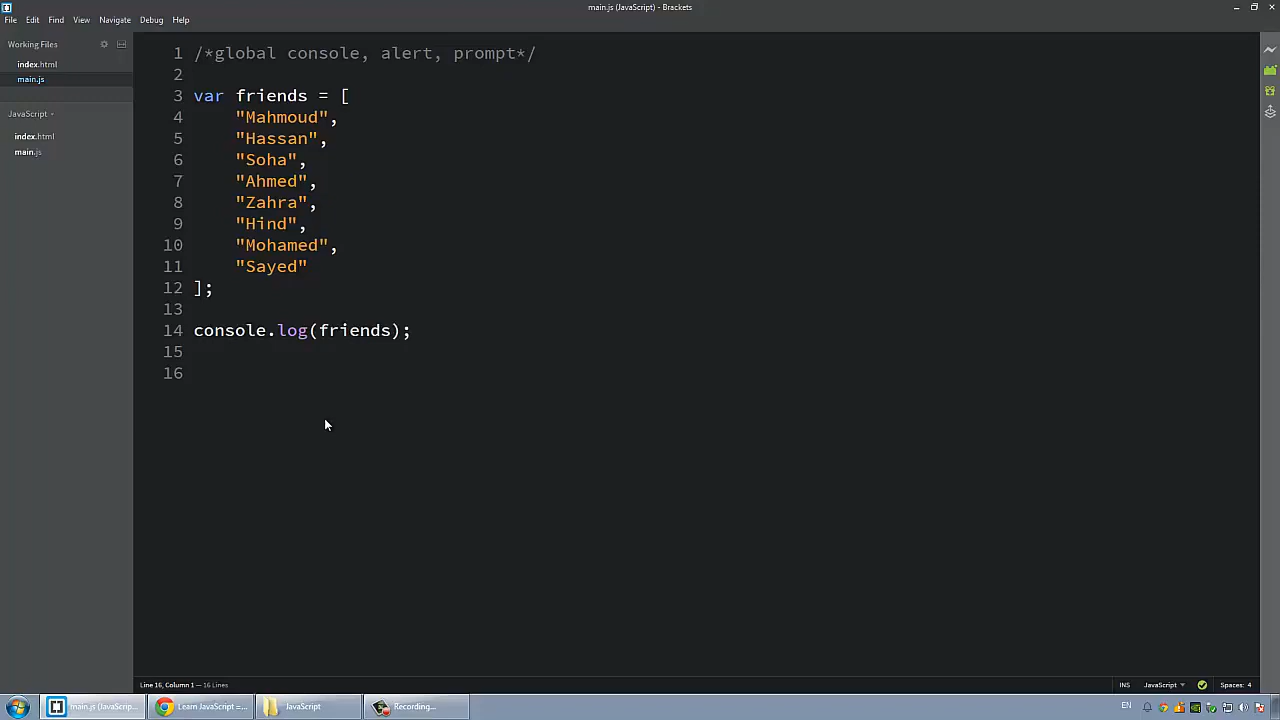 main.js (JavaScript) - Brackets
File Edit Find View Navigate Debug Help
Working Files
index.html
main.js
JavaScript
index.html
main.js
1 /*global console, alert, prompt*/
2
3 var friends = [
4 "Mahmoud",
5 "Hassan",
6 "Soha",
7 "Ahmed",
8 "Zahra",
9 "Hind",
10 "Mohamed",
11 "Sayed"
12 ];
13
14 console.log(friends);
15
16
Line 16, Column 1 — 16 Lines
INS JavaScript Spaces: 4
main.js (JavaScrip... Learn JavaScript =... JavaScript Recording... EN